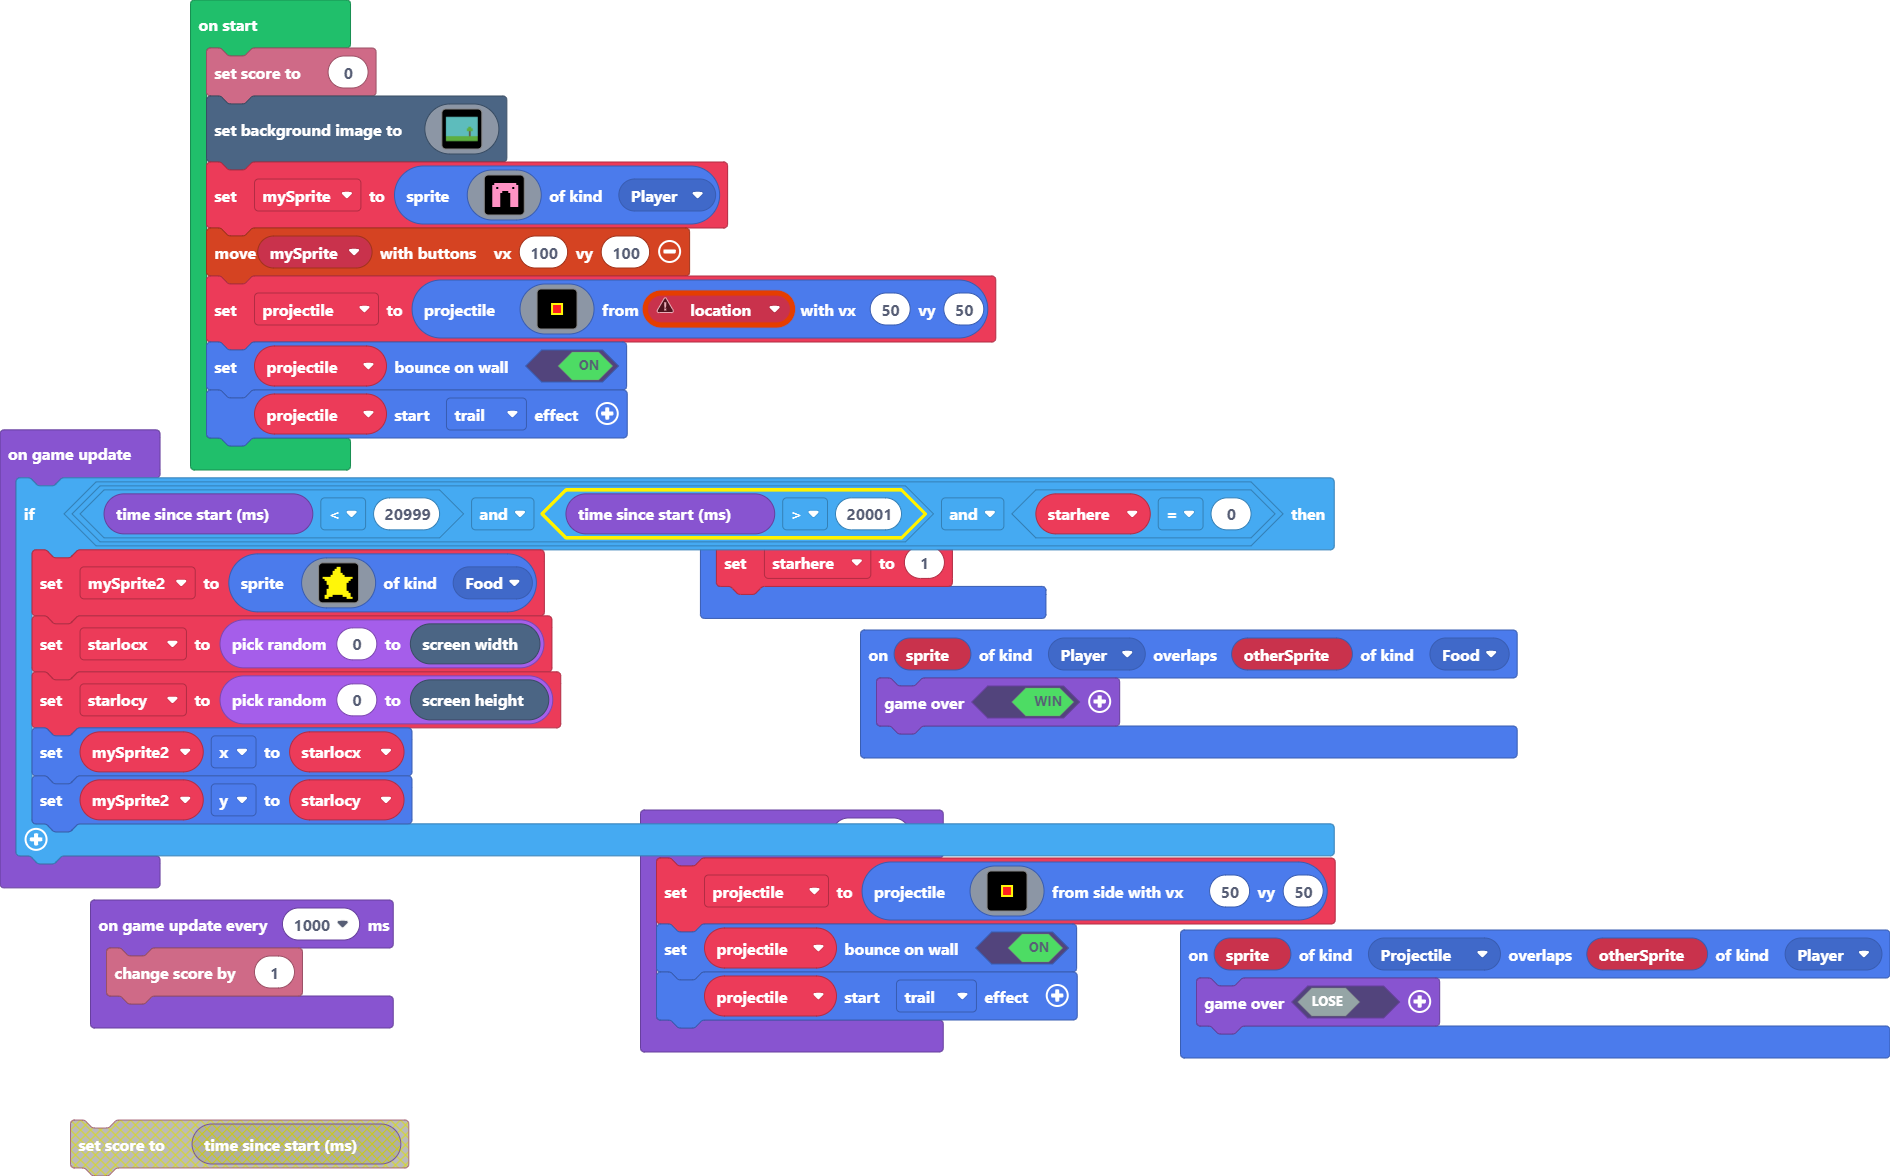 on start
set score to 0
set background image to
set mySprite to sprite of kind Player
move mySprite with buttons vx 100 vy 100
set projectile to projectile from location with vx 50 vy 50
set projectile bounce on wall ON
projectile start trail effect
on game update
if time since start (ms) < 20999 and time since start (ms) > 20001 and starhere = 0 then
set mySprite2 to sprite of kind Food
set starlocx to pick random 0 to screen width
set starlocy to pick random 0 to screen height
set mySprite2 x to starlocx
set mySprite2 y to starlocy
set starhere to 1
on sprite of kind Player overlaps otherSprite of kind Food
game over WIN
on game update every 1000 ms
change score by 1
set projectile to projectile from side with vx 50 vy 50
set projectile bounce on wall ON
projectile start trail effect
on sprite of kind Projectile overlaps otherSprite of kind Player
game over LOSE
set score to time since start (ms)